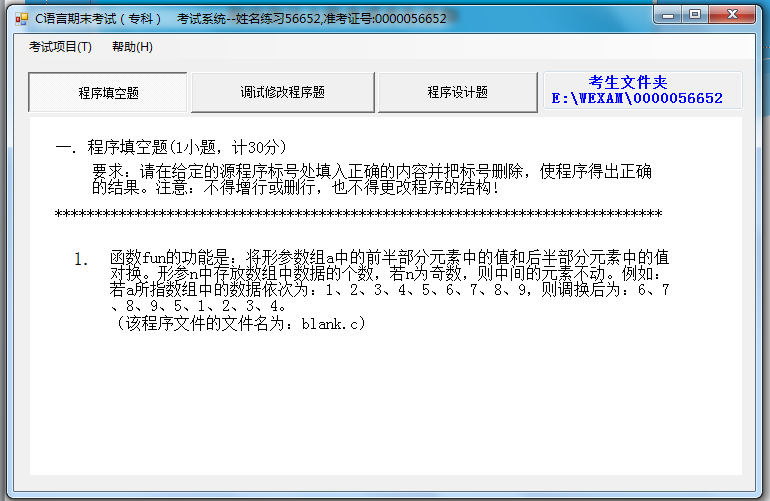 C语言期末考试（专科）　考试系统--姓名练习56652,准考证号:0000056652
考试项目(T)　帮助(H)
程序填空题　调试修改程序题　程序设计题
考生文件夹
E:\WEXAM\0000056652
一. 程序填空题(1小题, 计30分)
要求: 请在给定的源程序标号处填入正确的内容并把标号删除, 使程序得出正确
的结果。注意: 不得增行或删行, 也不得更改程序的结构!
****************************************************************************
1. 函数fun的功能是: 将形参数组a中的前半部分元素中的值和后半部分元素中的值
对换。形参n中存放数组中数据的个数, 若n为奇数, 则中间的元素不动。例如:
若a所指数组中的数据依次为: 1、2、3、4、5、6、7、8、9, 则调换后为: 6、7
、8、9、5、1、2、3、4。
(该程序文件的文件名为: blank.c)